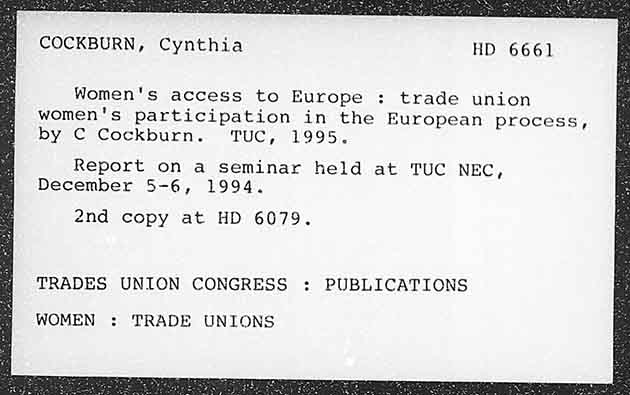 COCKBURN, Cynthia HD 6661
Women's access to Europe : trade union
women's participation in the European process,
by C Cockburn. TUC, 1995.
Report on a seminar held at TUC NEC,
December 5-6, 1994.
2nd copy at HD 6079.
TRADES UNION CONGRESS : PUBLICATIONS
WOMEN : TRADE UNIONS